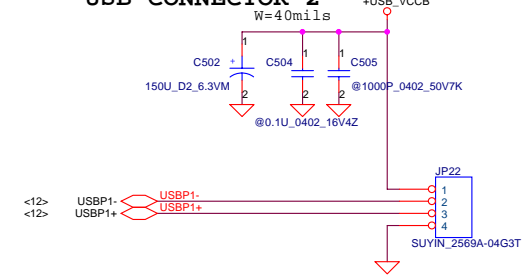 USB CONNECTOR 2
+USB_VCCB
W=40mils
1 1 1
C502 + C504 C505
150U_D2_6.3VM @1000P_0402_50V7K
2 2 2
@0.1U_0402_16V4Z
JP22
1
<12> USBP1- USBP1- 2
<12> USBP1+ USBP1+ 3
4
SUYIN_2569A-04G3T